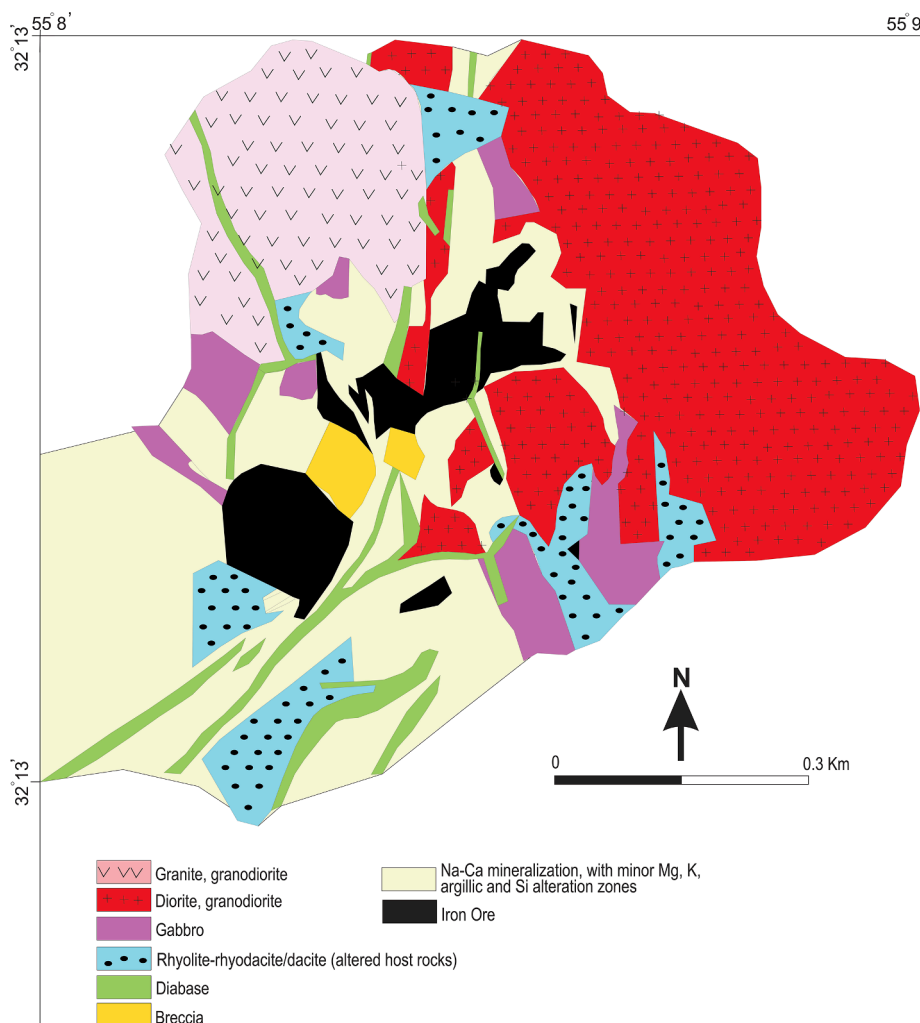 55°8'
55°9
32°13'
N
0
0.3 Km
32°13'
Granite, granodiorite
Diorite, granodiorite
Gabbro
Rhyolite-rhyodacite/dacite (altered host rocks)
Diabase
Breccia
Na-Ca mineralization, with minor Mg, K,
argillic and Si alteration zones
Iron Ore